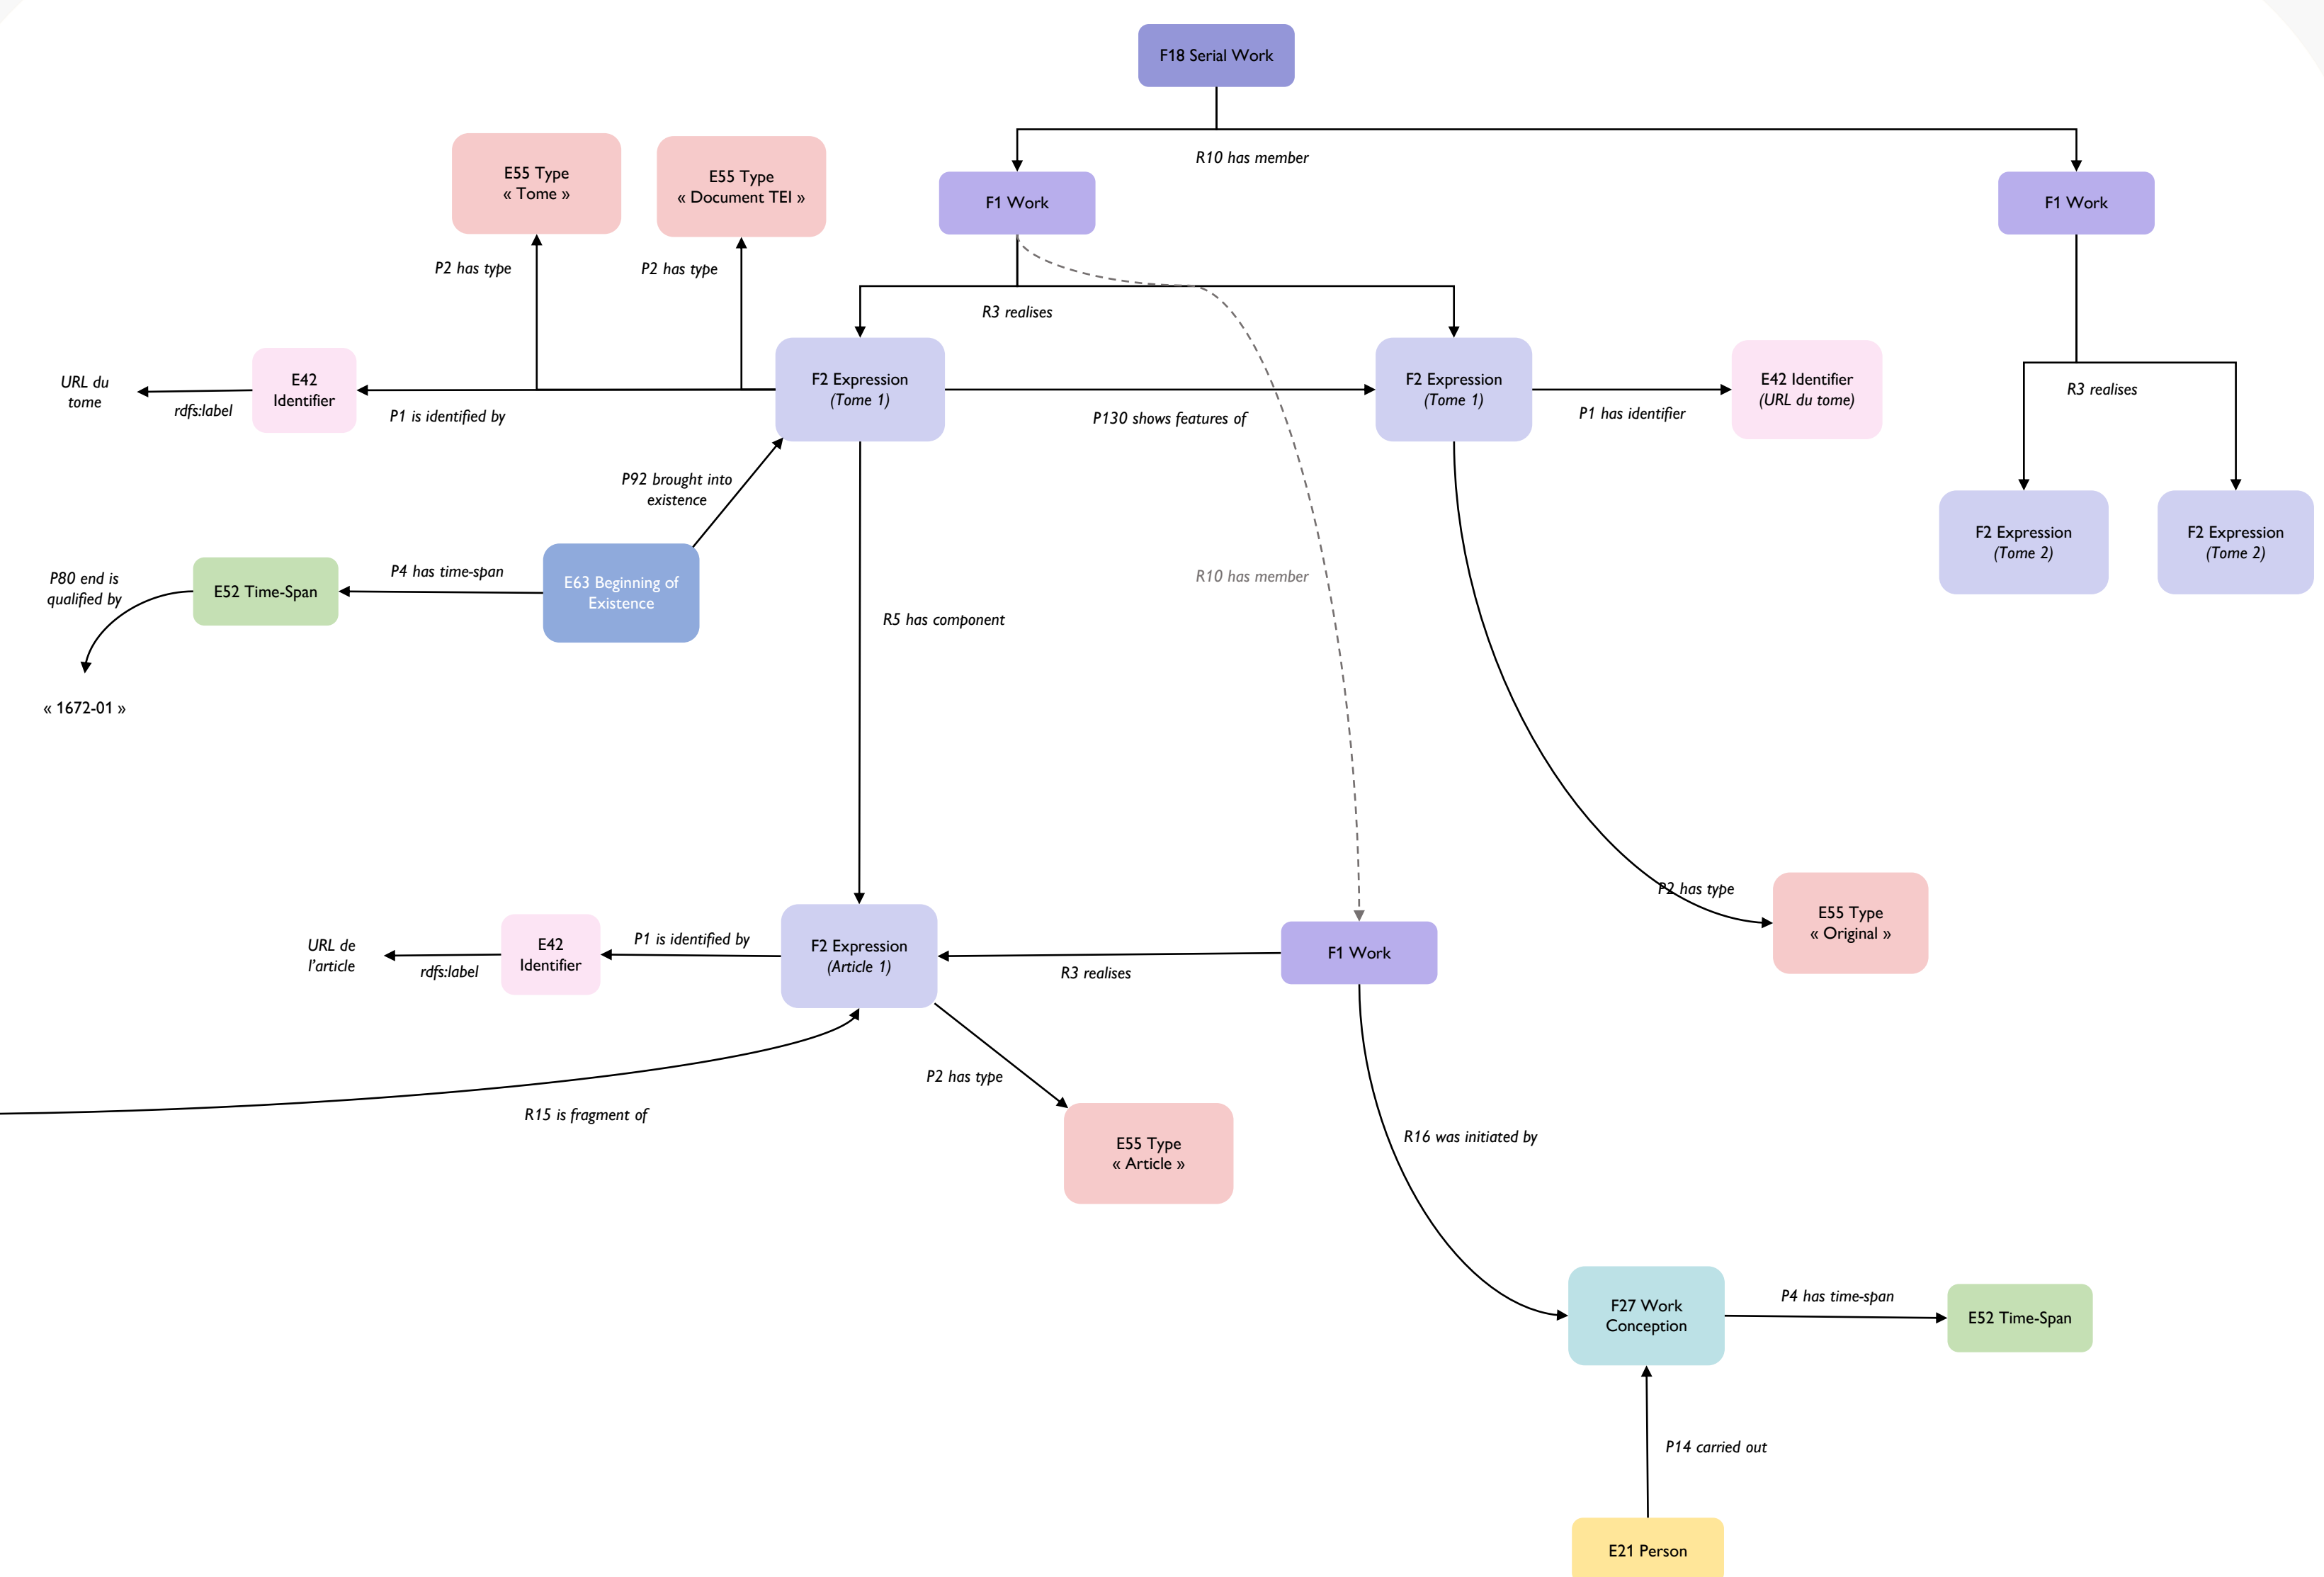 F18 Serial Work
R10 has member
E55 Type
« Tome »
E55 Type
« Document TEI »
F1 Work
F1 Work
P2 has type
P2 has type
R3 realises
URL du
tome
rdfs:label
E42
Identifier
P1 is identified by
F2 Expression
(Tome 1)
P130 shows features of
F2 Expression
(Tome 1)
P1 has identifier
E42 Identifier
(URL du tome)
R3 realises
P92 brought into
existence
F2 Expression
(Tome 2)
F2 Expression
(Tome 2)
P80 end is
qualified by
E52 Time-Span
P4 has time-span
E63 Beginning of
Existence
R10 has member
R5 has component
« 1672-01 »
P2 has type
E55 Type
« Original »
URL de
l'article
rdfs:label
E42
Identifier
P1 is identified by
F2 Expression
(Article 1)
R3 realises
F1 Work
P2 has type
R15 is fragment of
E55 Type
« Article »
R16 was initiated by
F27 Work
Conception
P4 has time-span
E52 Time-Span
P14 carried out
E21 Person